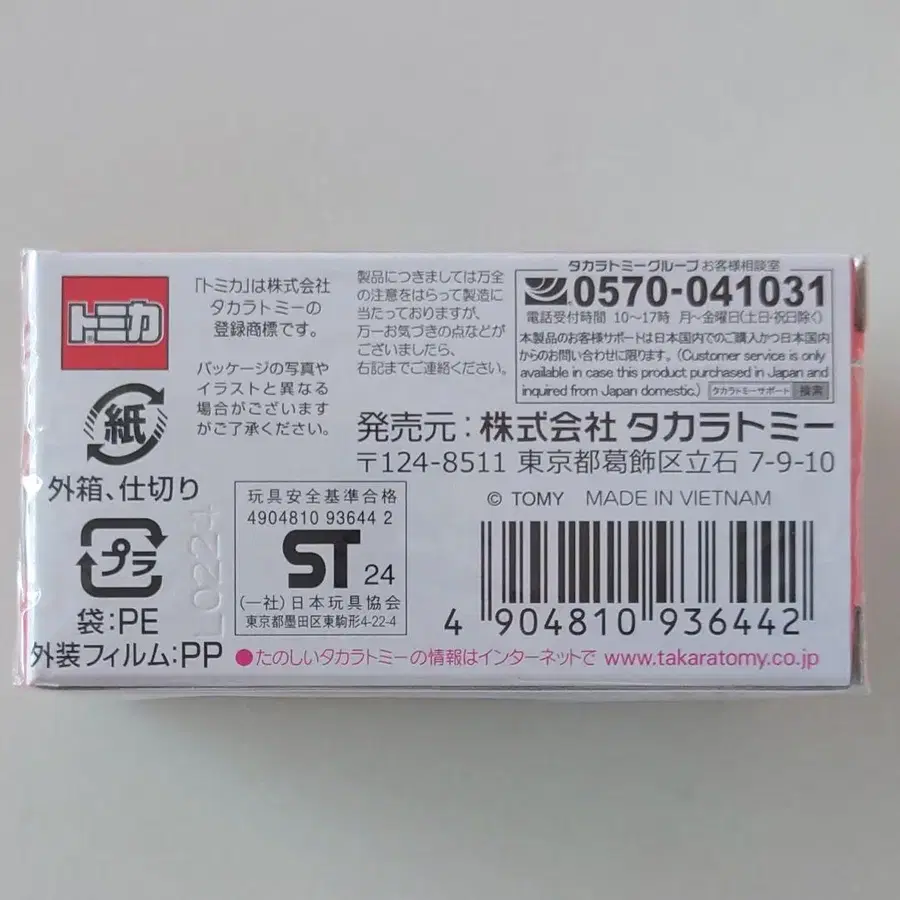 トミカ
「トミカ」は株式会社
タカラトミーの
登録商標です。
パッケージの写真や
イラストと異なる
場合がございます
がご了承ください。
製品につきましては万全
の注意をはらって製造に
当たっておりますが、
万一お気づきの点などが
ございましたら、
右記までご連絡ください。
タカラトミーグループ お客様相談室
0570-041031
電話受付時間 10〜17時 月〜金曜日(土日・祝日除く)
本製品のお客様サポートは日本国内でのご購入かつ日本国内
からのお問い合わせに限ります。(Customer service is only
available in case this product purchased in Japan and
inquired from Japan domestic.) タカラトミーサポート 検索
発売元:株式会社 タカラトミー
〒124-8511 東京都葛飾区立石 7-9-10
© TOMY MADE IN VIETNAM
紙
外箱、仕切り
プラ
袋:PE
外装フィルム:PP
玩具安全基準合格
4904810 93644 2
ST 24
(一社)日本玩具協会
東京都墨田区東駒形4-22-4
4 904810 936442
●たのしいタカラトミーの情報はインターネットで www.takaratomy.co.jp